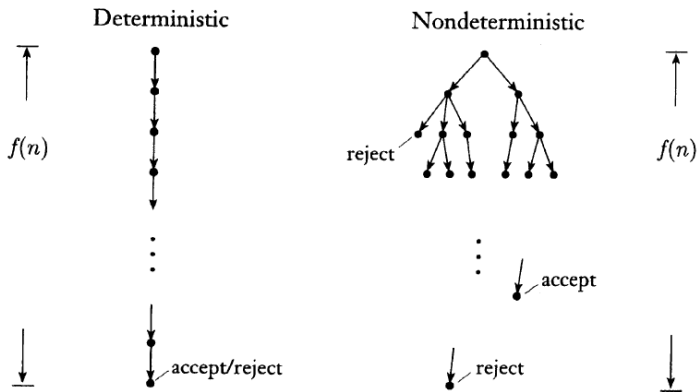 Deterministic
Nondeterministic
f(n)
reject
f(n)
accept
accept/reject
reject